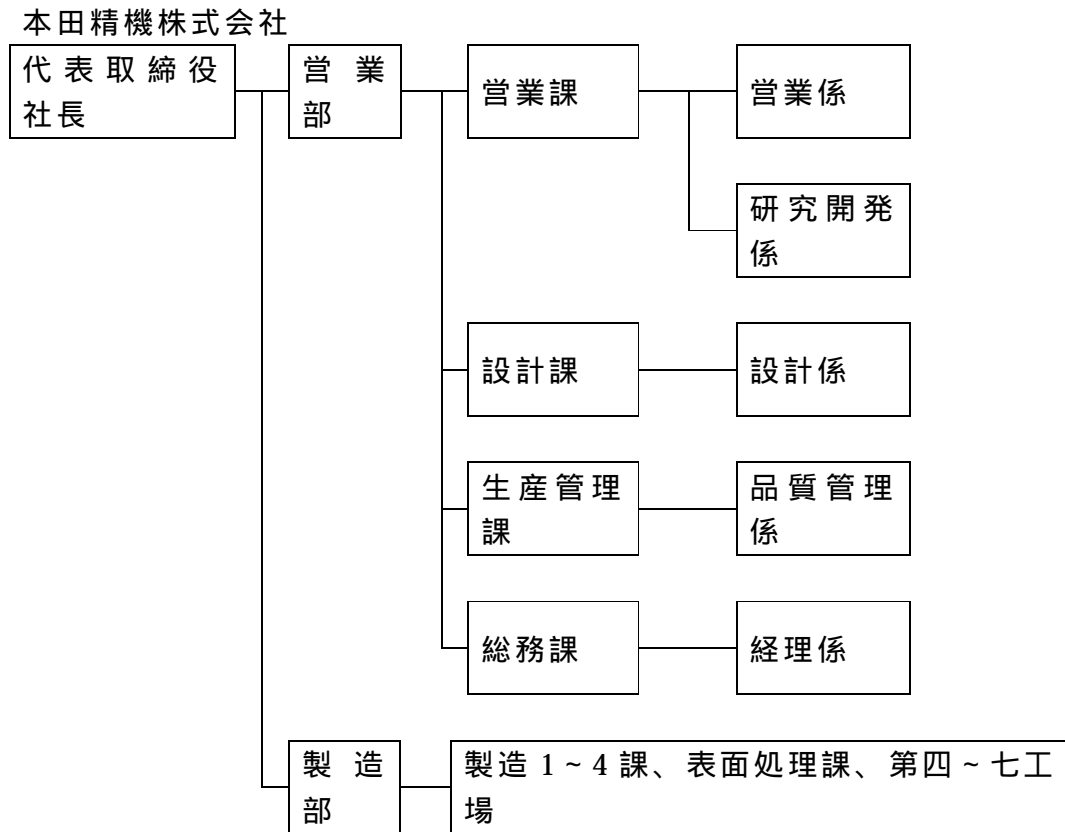 本田精機株式会社
代表取締役
社長
営業
部
営業課
営業係
研究開発
係
設計課
設計係
生産管理
課
品質管理
係
総務課
経理係
製造
部
製造1~4課、表面処理課、第四~七工
場